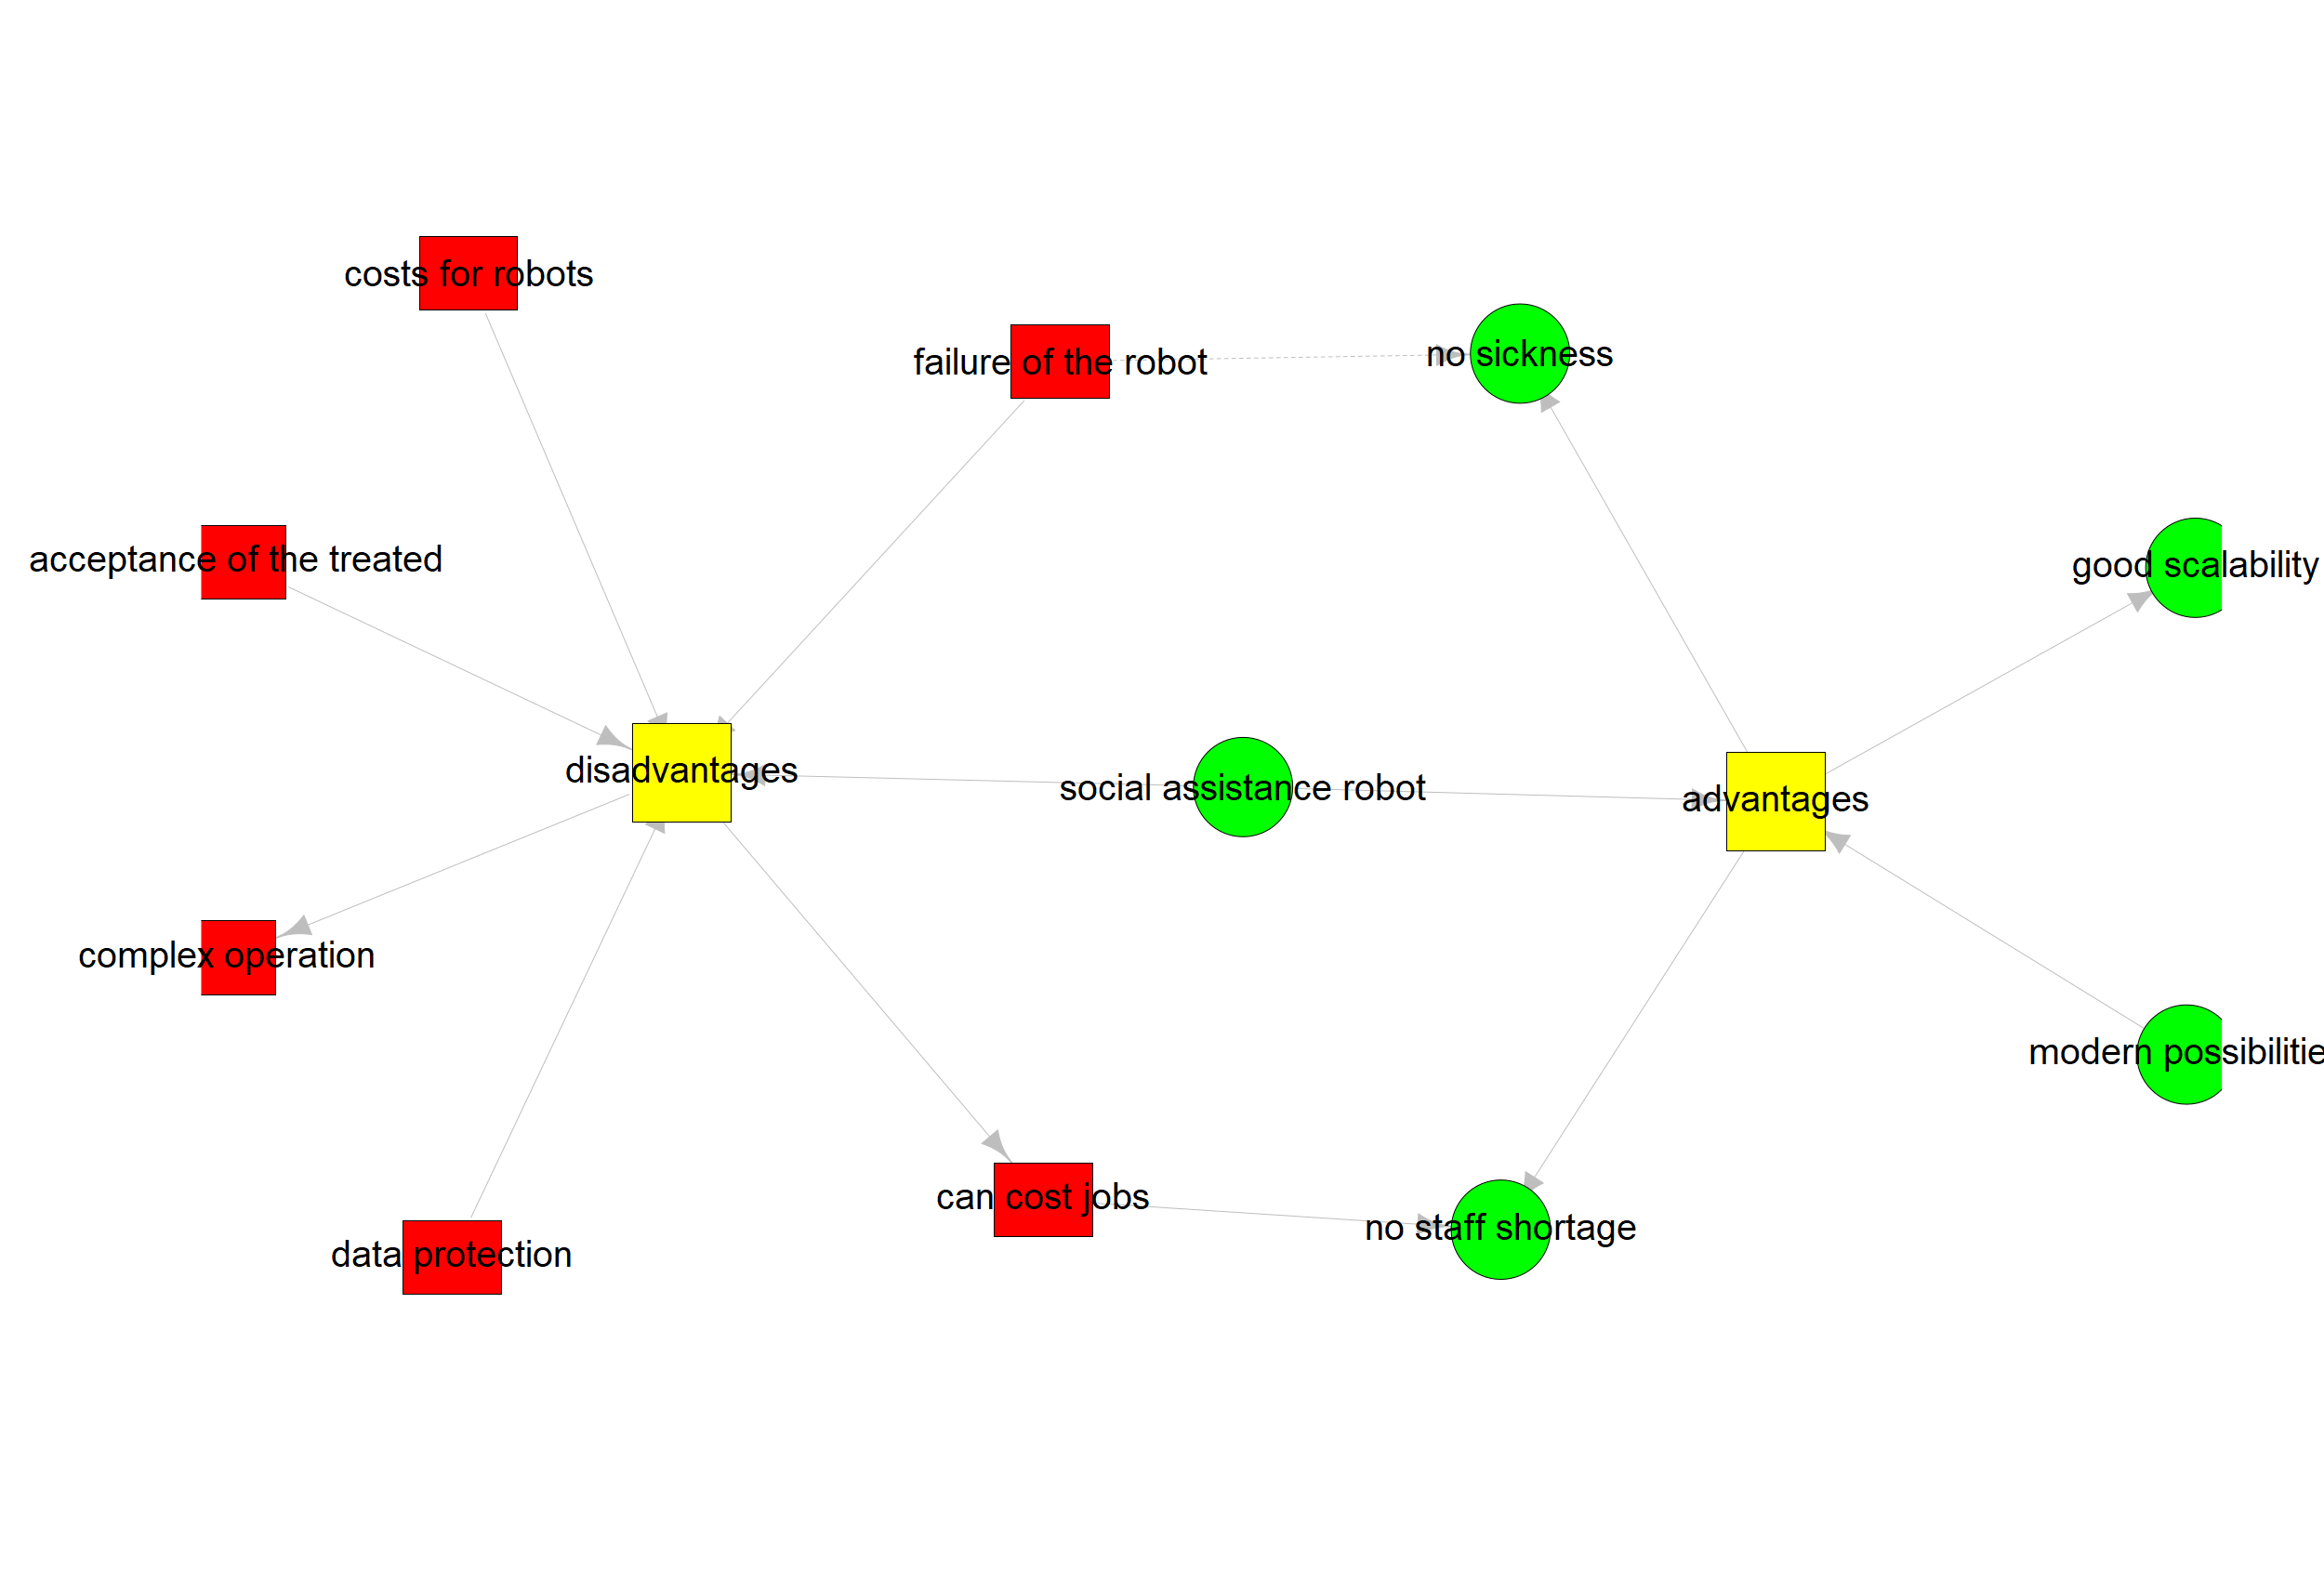 costs for robots
failure of the robot
no sickness
acceptance of the treated
good scalability
disadvantages
social assistance robot
advantages
complex operation
modern possibilitie
can cost jobs
no staff shortage
data protection